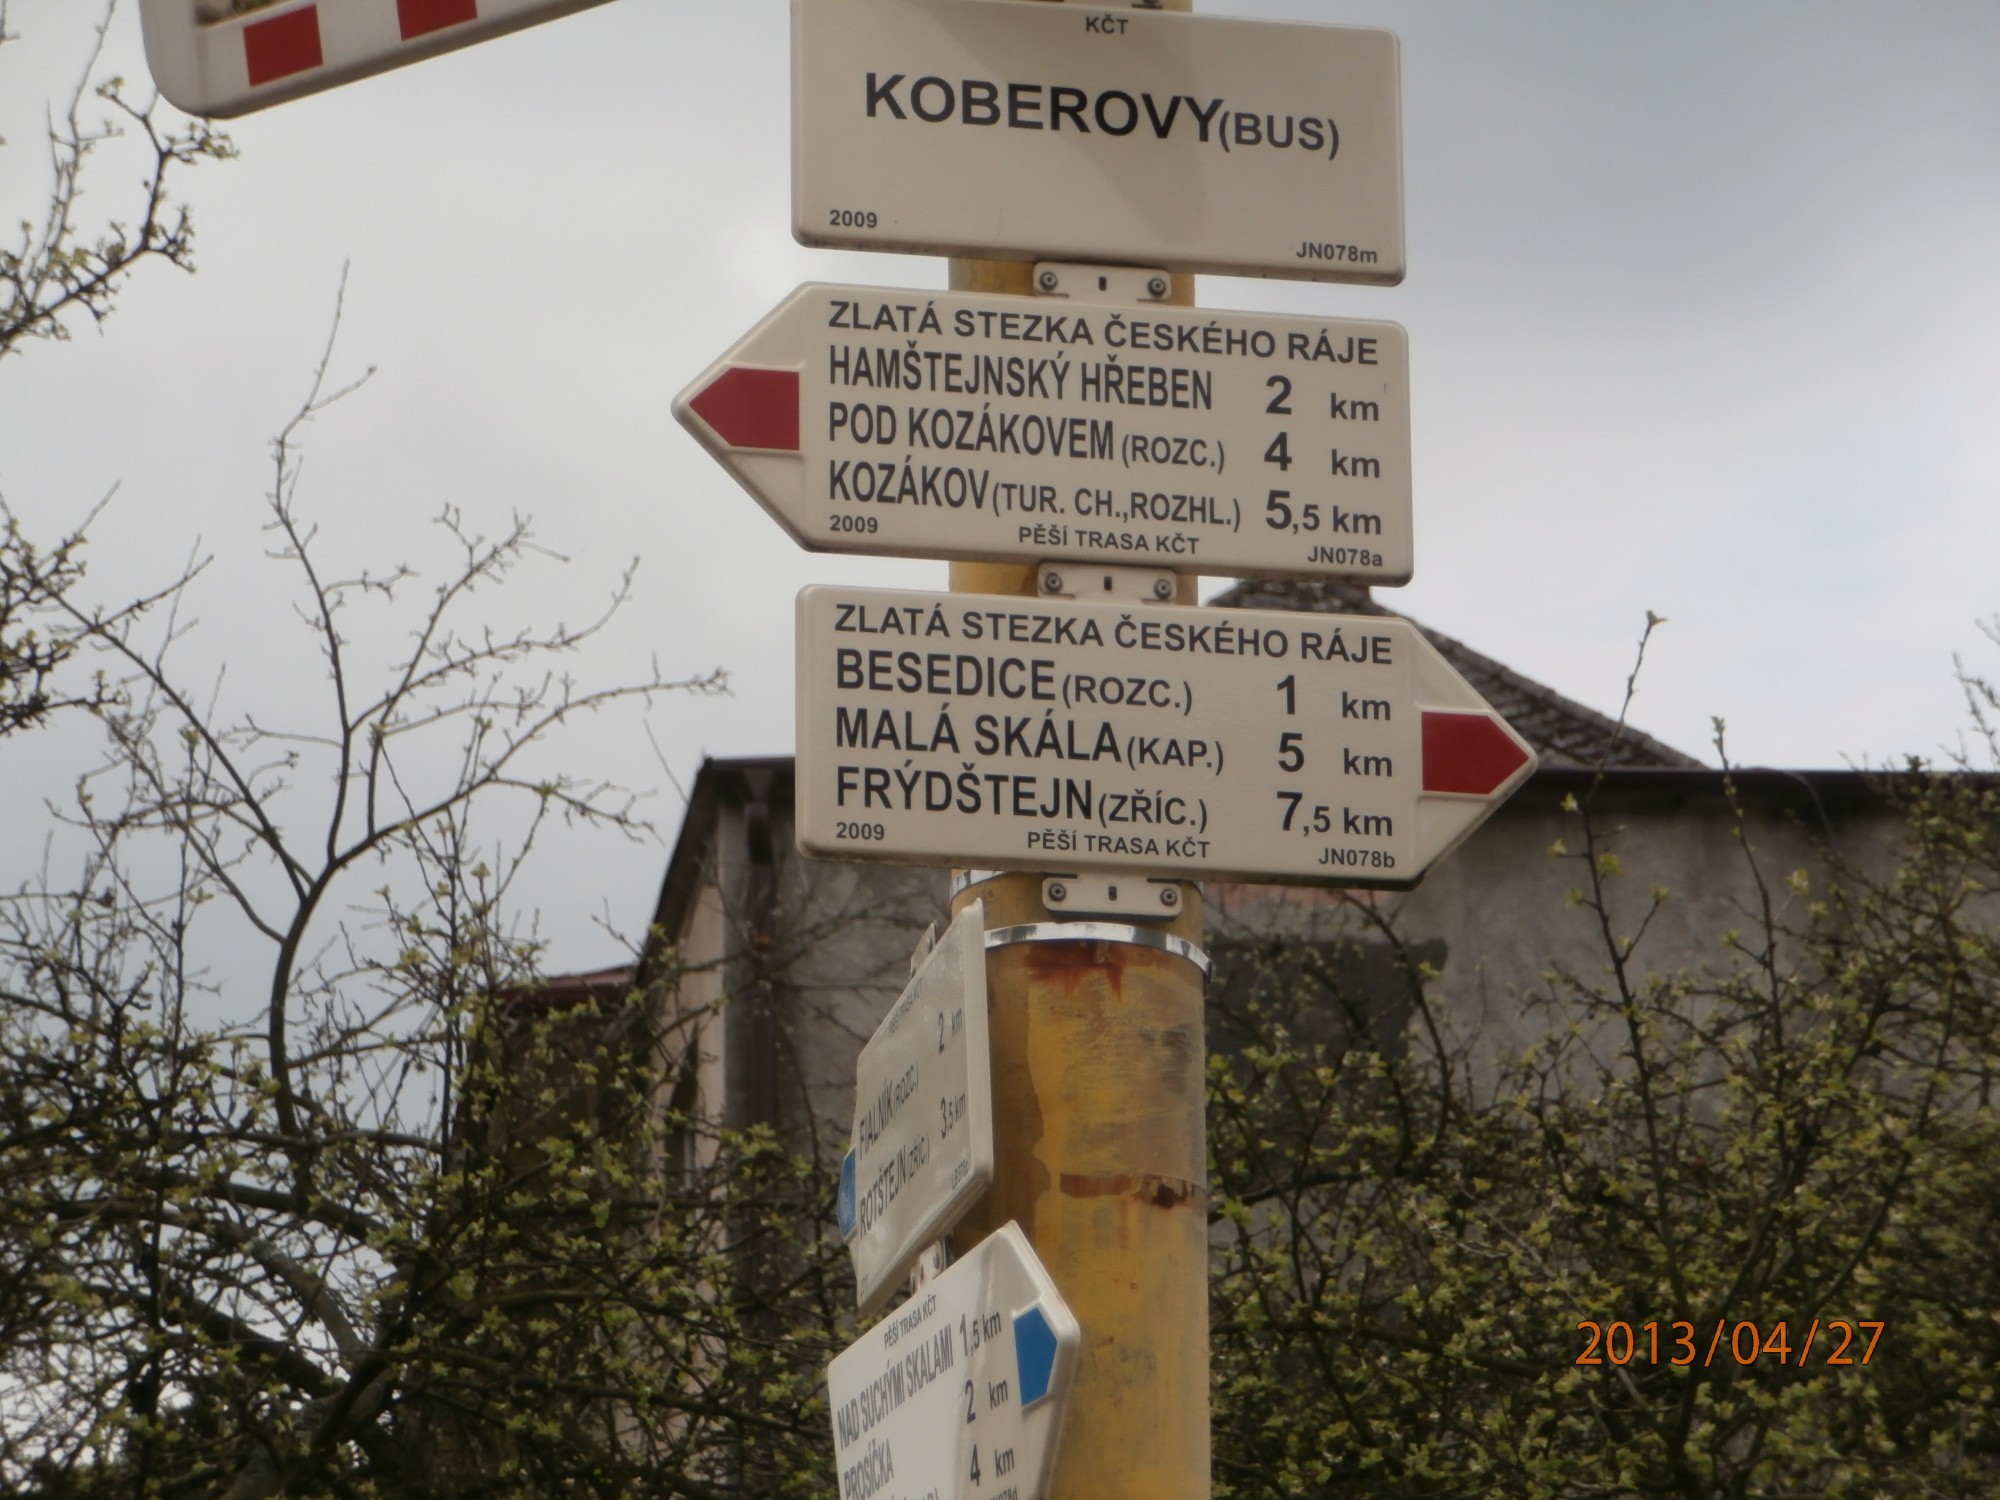 KČT
KOBEROVY(BUS)
2009 JN078m
ZLATÁ STEZKA ČESKÉHO RÁJE
HAMŠTEJNSKÝ HŘEBEN 2 km
POD KOZÁKOVEM (ROZC.) 4 km
KOZÁKOV(TUR. CH.,ROZHL.) 5,5 km
2009 PĚŠÍ TRASA KČT JN078a
ZLATÁ STEZKA ČESKÉHO RÁJE
BESEDICE(ROZC.) 1 km
MALÁ SKÁLA(KAP.) 5 km
FRÝDŠTEJN(ZŘÍC.) 7,5 km
2009 PĚŠÍ TRASA KČT JN078b
PĚŠÍ TRASA KČT
FIALNÍK(ROZC.) 2 km
ROTŠTEJN(ZŘÍC.) 3,5 km
PĚŠÍ TRASA KČT
NAD SUCHÝMI SKALAMI 1,5 km
PROSÍČKA 2 km
4 km
2013/04/27